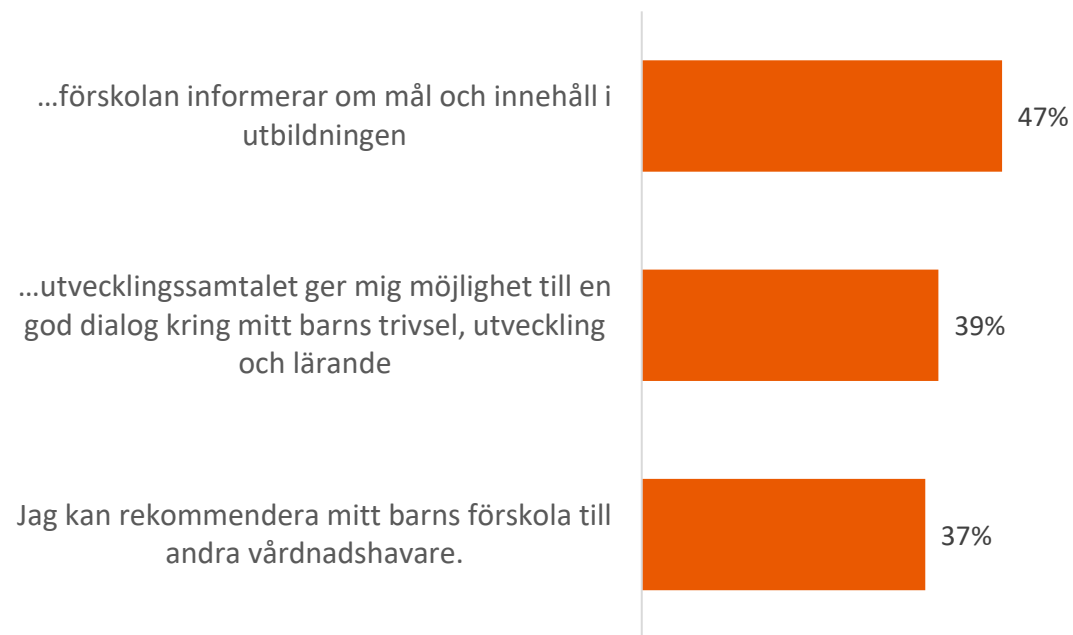 ...förskolan informerar om mål och innehåll i
utbildningen
47%
...utvecklingssamtalet ger mig möjlighet till en
god dialog kring mitt barns trivsel, utveckling
och lärande
39%
Jag kan rekommendera mitt barns förskola till
andra vårdnadshavare.
37%